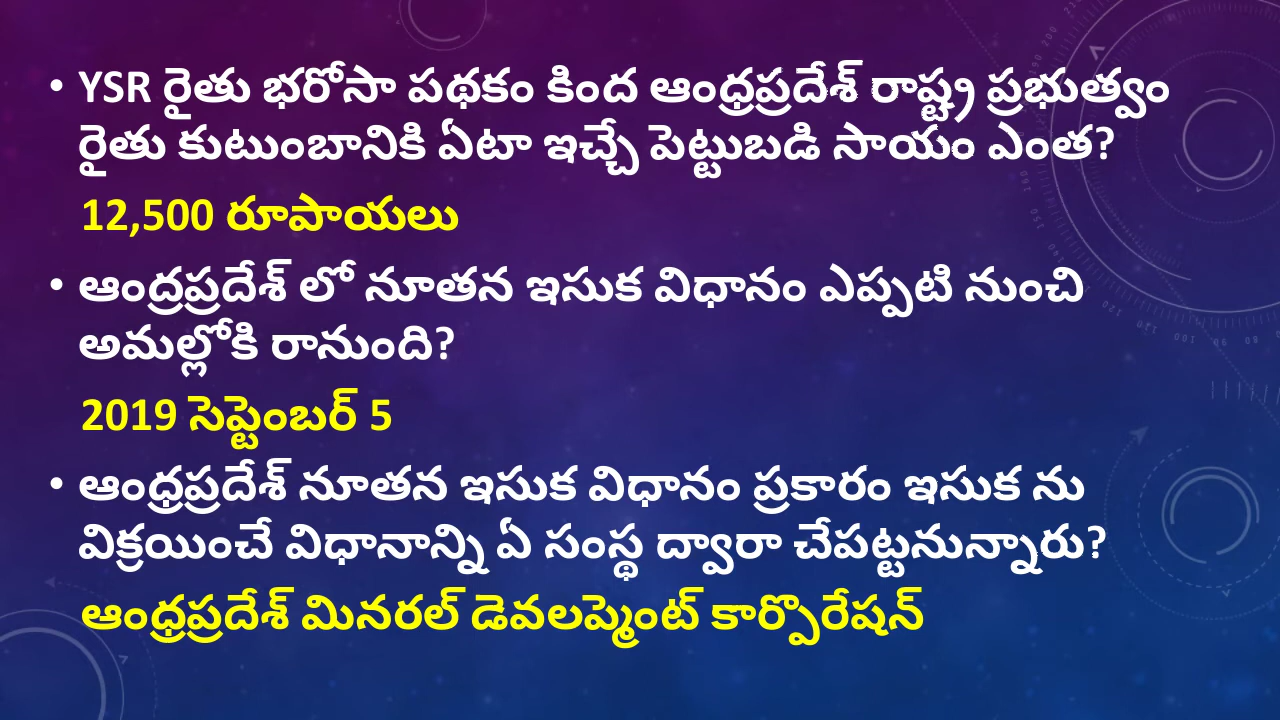 • YSR రైతు భరోసా పథకం కింద ఆంధ్రప్రదేశ్ రాష్ట్ర ప్రభుత్వం
రైతు కుటుంబానికి ఏటా ఇచ్చే పెట్టుబడి సాయం ఎంత?
12,500 రూపాయలు
• ఆంద్రప్రదేశ్ లో నూతన ఇసుక విధానం ఎప్పటి నుంచి
అమల్లోకి రానుంది?
2019 సెప్టెంబర్ 5
• ఆంధ్రప్రదేశ్ నూతన ఇసుక విధానం ప్రకారం ఇసుక ను
విక్రయించే విధానాన్ని ఏ సంస్థ ద్వారా చేపట్టనున్నారు?
ఆంధ్రప్రదేశ్ మినరల్ డెవలప్మెంట్ కార్పొరేషన్